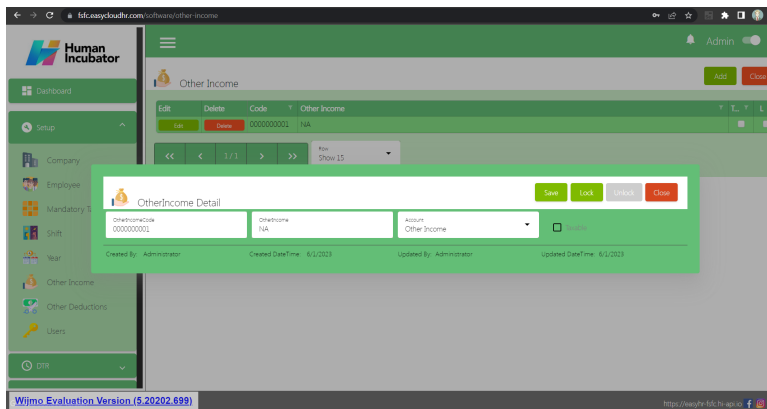 fsfc.easycloudhr.com/software/other-income
Human
Incubator
Admin
Dashboard
Other Income
Add
Close
Edit Delete Code Other Income T...
Setup
Edit Delete 0000000001 NA
Company
1 / 1
Row
Show 15
Employee
OtherIncome Detail
Save Lock Unlock Close
Mandatory T
Shift
OtherIncomeCode
0000000001
OtherIncome
NA
Account
Other Income
Year
Created By: Administrator Created DateTime: 6/1/2023 Updated By: Administrator Updated DateTime: 6/1/2023
Other Income
Other Deductions
Users
DTR
Wijmo Evaluation Version (5.20202.699)
https://easyhr-fsfc.hi-api.io